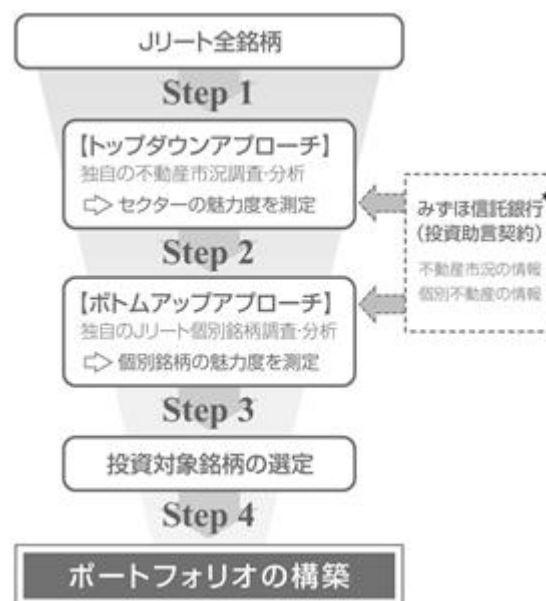 Jリート全銘柄
Step 1
【トップダウンアプローチ】
独自の不動産市況調査・分析
⇨ セクターの魅力度を測定
みずほ信託銀行
(投資助言契約)
不動産市況の情報
個別不動産の情報
Step 2
【ボトムアップアプローチ】
独自のJリート個別銘柄調査・分析
⇨ 個別銘柄の魅力度を測定
Step 3
投資対象銘柄の選定
Step 4
ポートフォリオの構築